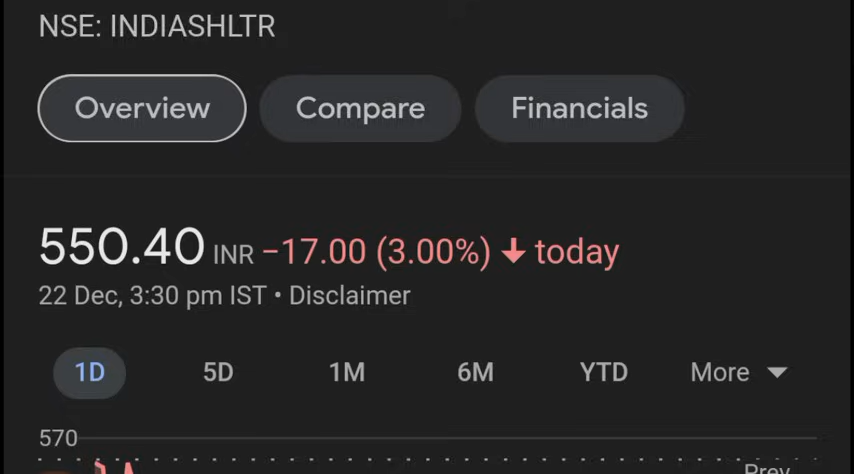 NSE: INDIASHLTR
Overview Compare Financials
550.40 INR −17.00 (3.00%) ↓ today
22 Dec, 3:30 pm IST • Disclaimer
1D 5D 1M 6M YTD More
570
Prev